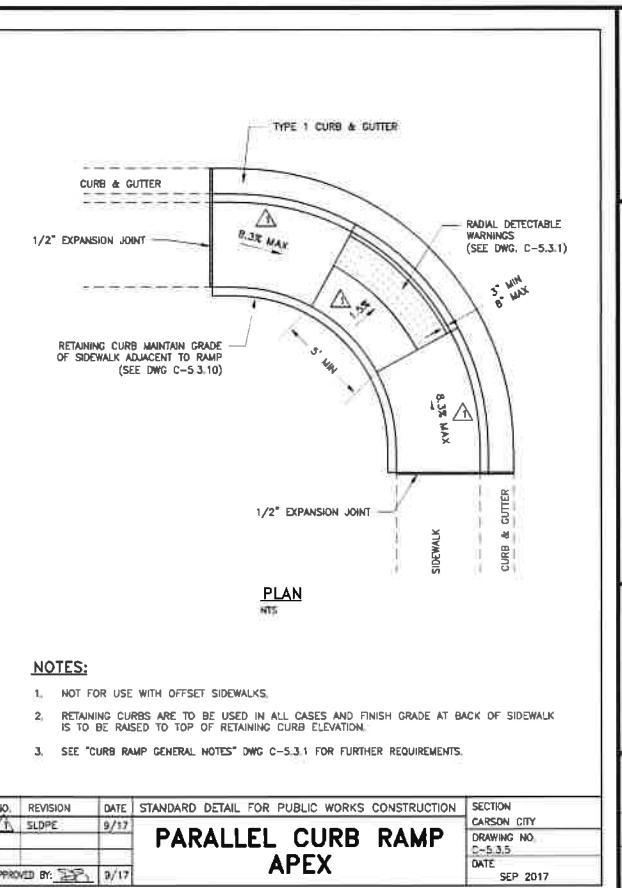 TYPE 1 CURB & GUTTER
CURB & GUTTER
1/2" EXPANSION JOINT
8.3% MAX
1
RADIAL DETECTABLE
WARNINGS
(SEE DWG. C-5.3.1)
3" MIN
8" MAX
1
1.5%
RETAINING CURB MAINTAIN GRADE
OF SIDEWALK ADJACENT TO RAMP
(SEE DWG C-5.3.10)
5' MIN
8.3% MAX
1
1/2" EXPANSION JOINT
SIDEWALK
CURB & GUTTER
PLAN
NTS
NOTES:
1. NOT FOR USE WITH OFFSET SIDEWALKS.
2. RETAINING CURBS ARE TO BE USED IN ALL CASES AND FINISH GRADE AT BACK OF SIDEWALK
IS TO BE RAISED TO TOP OF RETAINING CURB ELEVATION.
3. SEE "CURB RAMP GENERAL NOTES" DWG C-5.3.1 FOR FURTHER REQUIREMENTS.
NO. REVISION DATE
1 SLOPE 9/17
APPROVED BY: 9/17
STANDARD DETAIL FOR PUBLIC WORKS CONSTRUCTION
PARALLEL CURB RAMP
APEX
SECTION
CARSON CITY
DRAWING NO.
C-5.3.5
DATE
SEP 2017